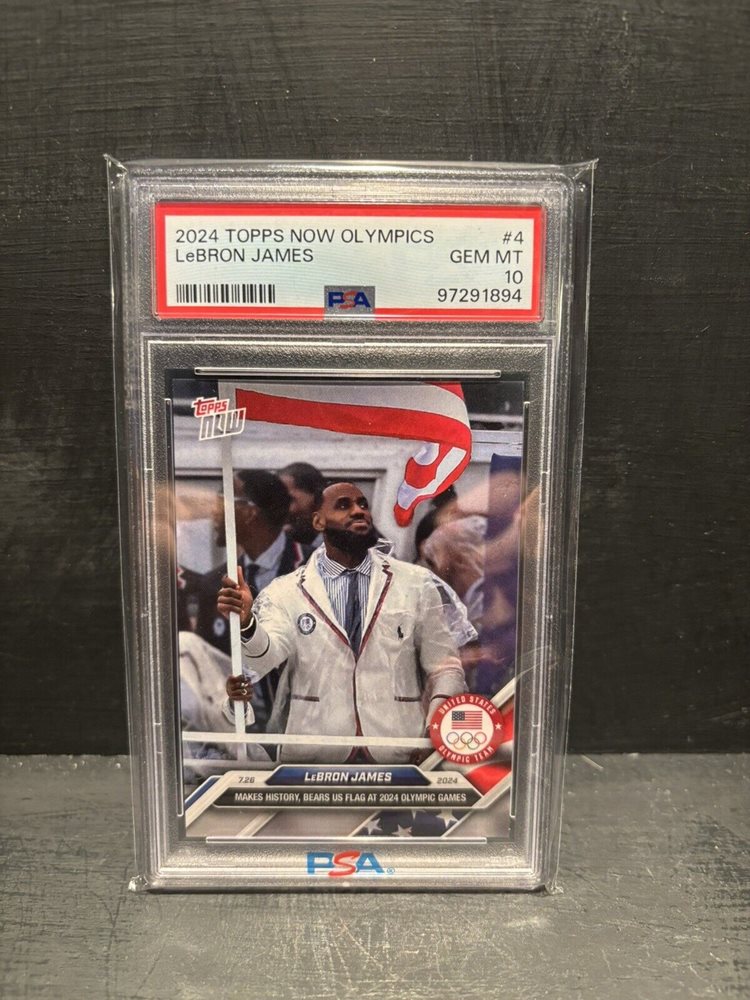 2024 TOPPS NOW OLYMPICS #4
LeBRON JAMES GEM MT
10
PSA 97291894
topps
NOW
UNITED STATES
OLYMPIC TEAM
7.26 LeBRON JAMES 2024
MAKES HISTORY, BEARS US FLAG AT 2024 OLYMPIC GAMES
PSA®